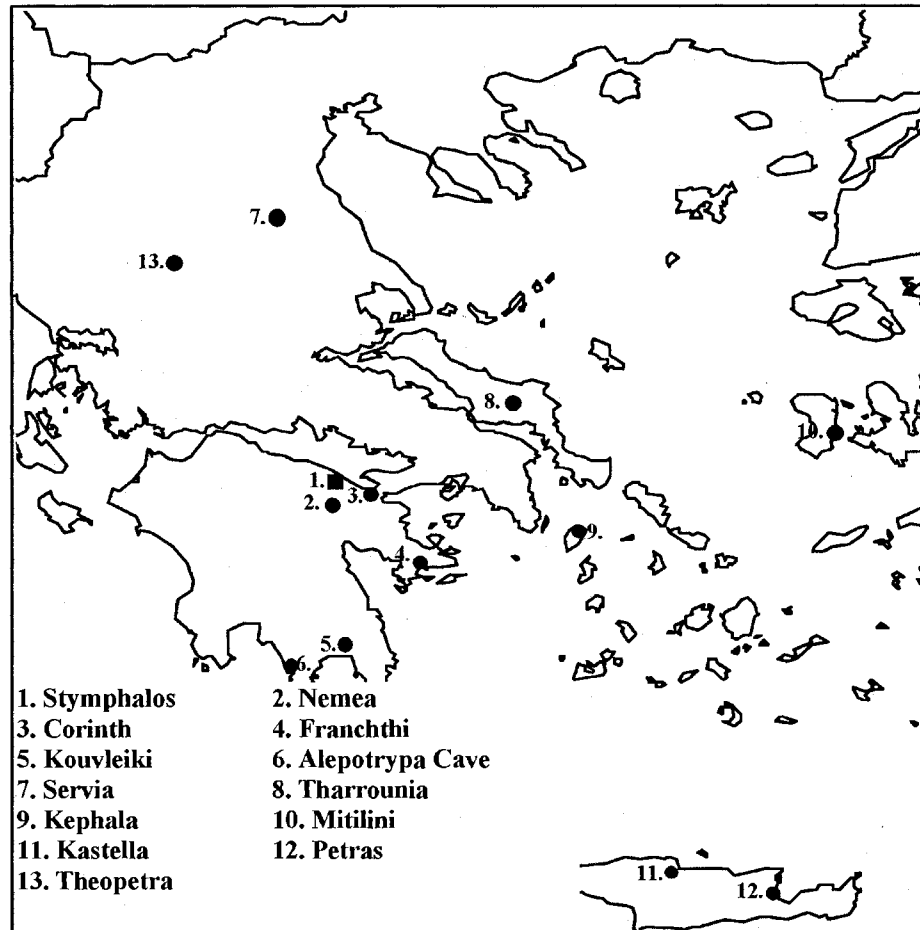 7.
13.
8.
10.
1.
3.
2.
9.
4.
5.
6.
1. Stymphalos 2. Nemea
3. Corinth 4. Franchthi
5. Kouvleiki 6. Alepotrypa Cave
7. Servia 8. Tharrounia
9. Kephala 10. Mitilini
11. Kastella 12. Petras
13. Theopetra
11.
12.